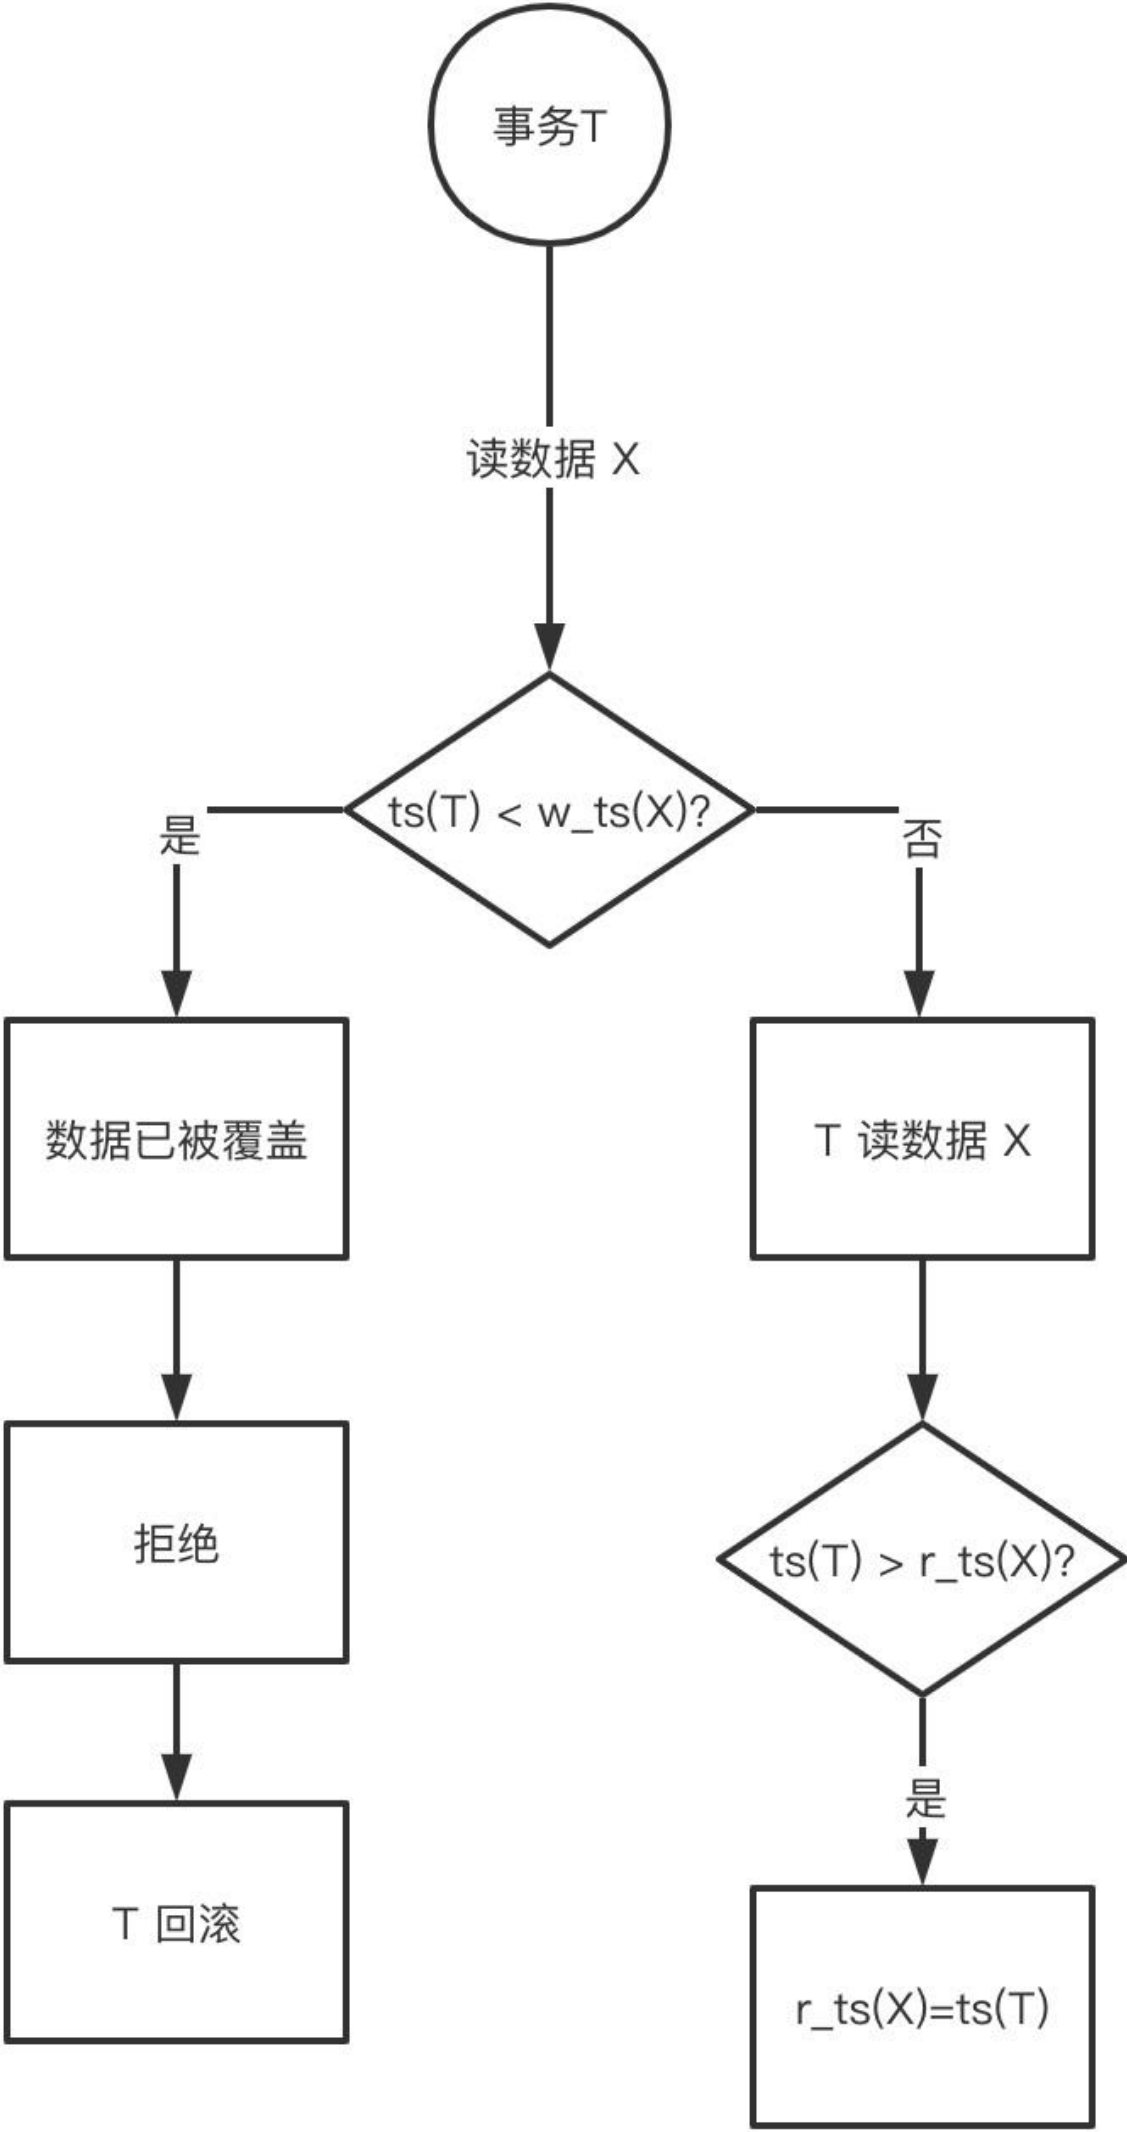 事务T
读数据 X
ts(T) < w_ts(X)?
是
否
数据已被覆盖
T 读数据 X
拒绝
ts(T) > r_ts(X)?
是
T 回滚
r_ts(X)=ts(T)